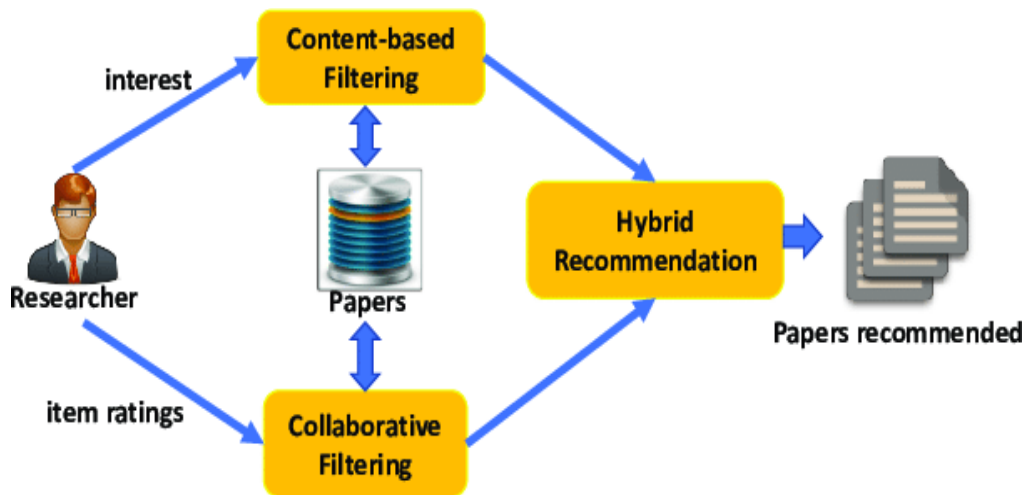 Content-based
Filtering
interest
Researcher
Papers
Hybrid
Recommendation
Papers recommended
item ratings
Collaborative
Filtering